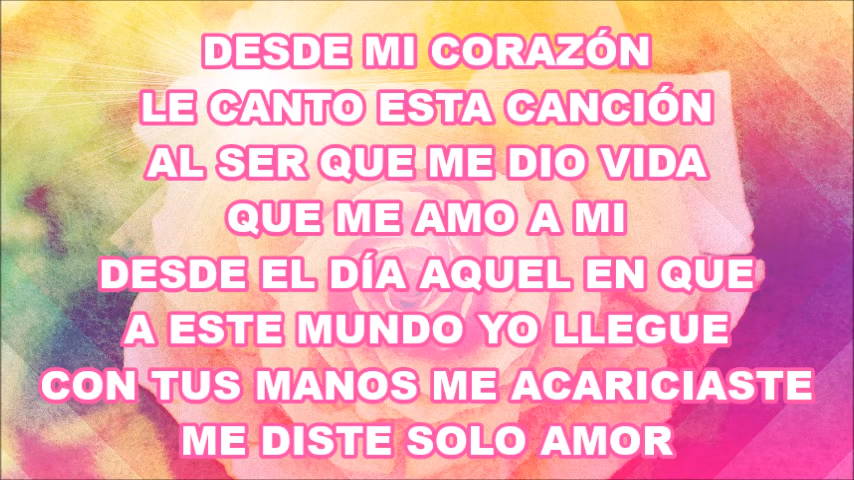 DESDE MI CORAZÓN
LE CANTO ESTA CANCIÓN
AL SER QUE ME DIO VIDA
QUE ME AMO A MI
DESDE EL DÍA AQUEL EN QUE
A ESTE MUNDO YO LLEGUE
CON TUS MANOS ME ACARICIASTE
ME DISTE SOLO AMOR